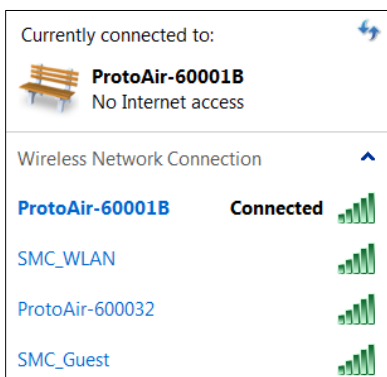 Currently connected to:
ProtoAir-60001B
No Internet access
Wireless Network Connection
ProtoAir-60001B Connected
SMC_WLAN
ProtoAir-600032
SMC_Guest